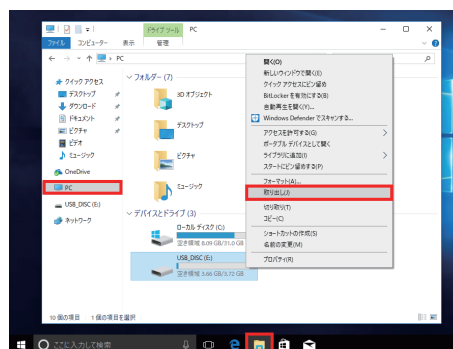 ドライブ ツール PC
ファイル コンピューター 表示 管理
PC
クイック アクセス
デスクトップ
ダウンロード
ドキュメント
ピクチャ
ビデオ
ミュージック
OneDrive
PC
USB_DISC (E:)
ネットワーク
フォルダー (7)
3D オブジェクト
デスクトップ
ピクチャ
ミュージック
デバイスとドライブ (3)
ローカル ディスク (C:)
空き領域 8.09 GB/31.0 GB
USB_DISC (E:)
空き領域 3.66 GB/3.72 GB
開く(O)
新しいウィンドウで開く(E)
クイック アクセスにピン留め
BitLocker を有効にする(B)
自動再生を開く(Y)...
Windows Defender でスキャンする...
アクセスを許可する(G)
ポータブル デバイスとして開く
ライブラリに追加(I)
スタートにピン留めする(P)
フォーマット(A)...
取り出し(J)
切り取り(T)
コピー(C)
ショートカットの作成(S)
名前の変更(M)
プロパティ(R)
10 個の項目 1 個の項目を選択
ここに入力して検索